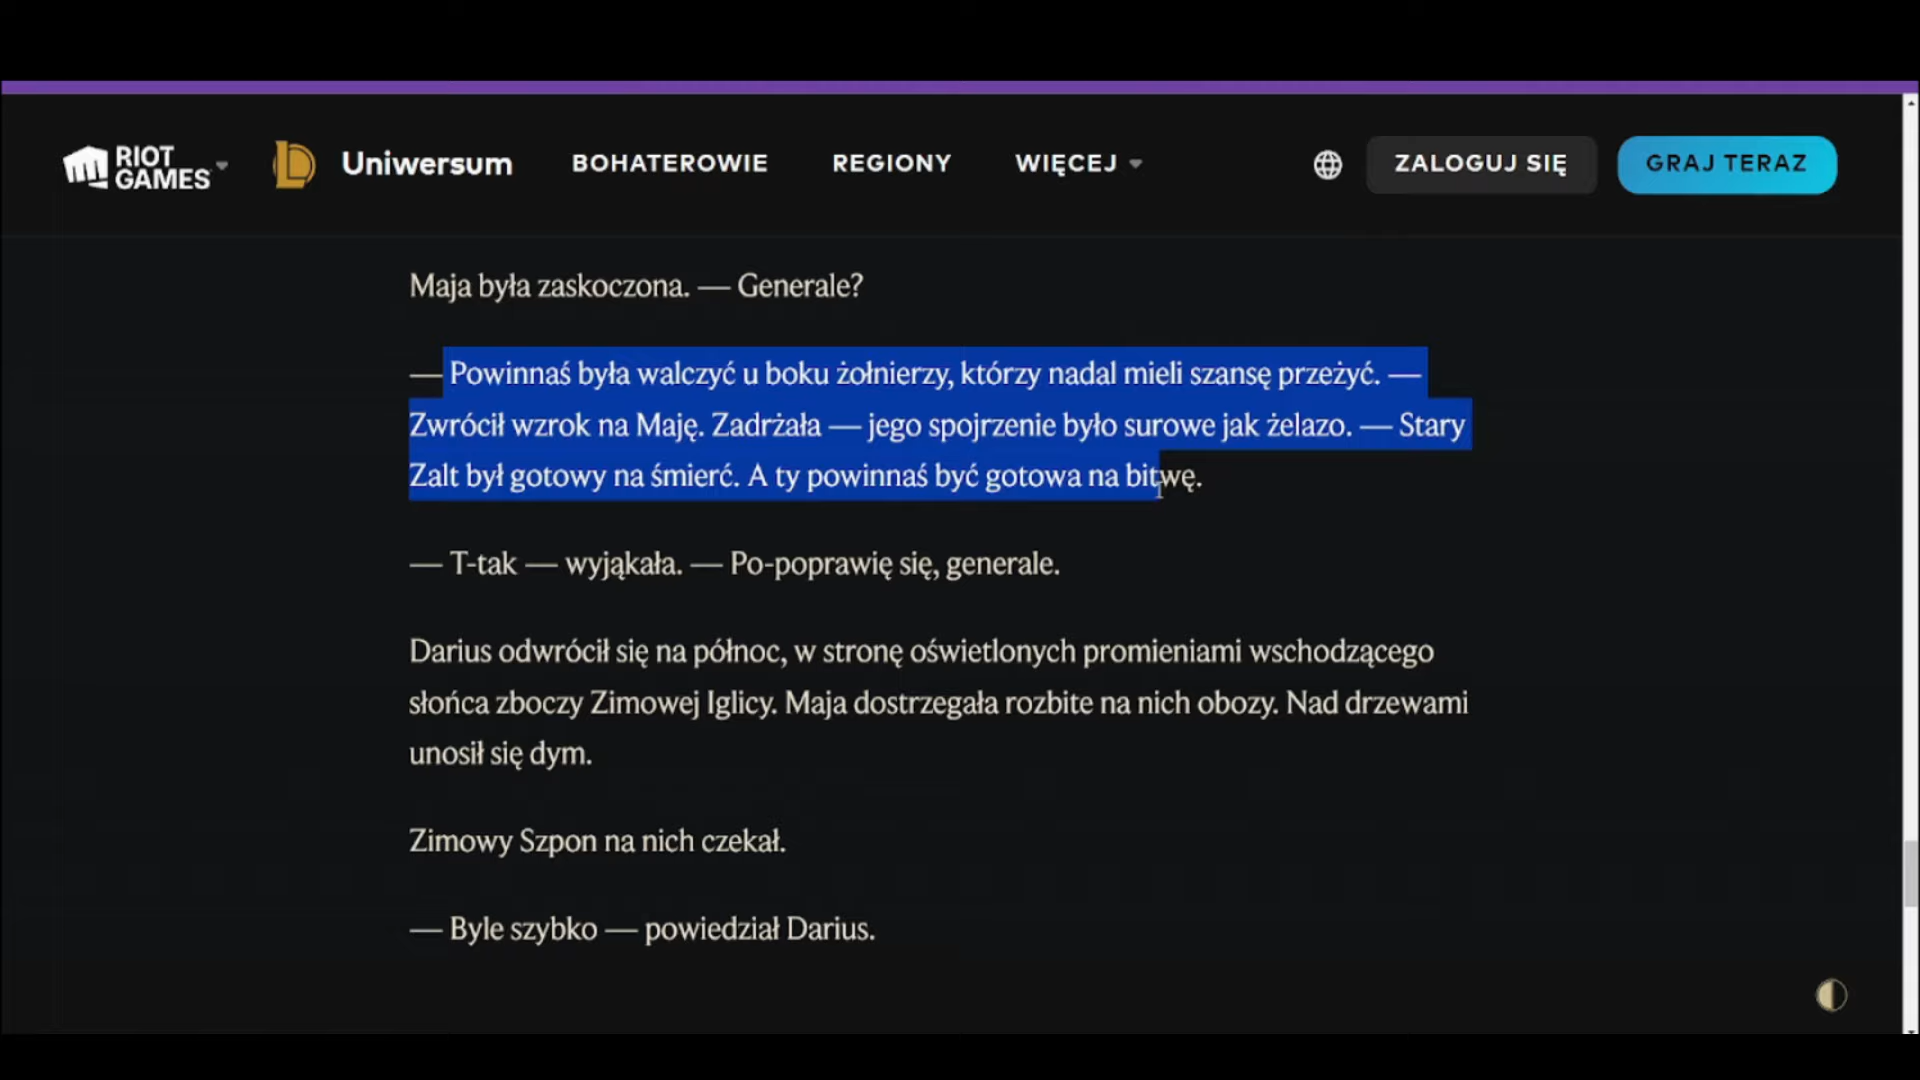 RIOT GAMES
Uniwersum
BOHATEROWIE
REGIONY
WIĘCEJ
ZALOGUJ SIĘ
GRAJ TERAZ
Maja była zaskoczona. — Generale?
— Powinnaś była walczyć u boku żołnierzy, którzy nadal mieli szansę przeżyć. —
Zwrócił wzrok na Maję. Zadrżała — jego spojrzenie było surowe jak żelazo. — Stary
Zalt był gotowy na śmierć. A ty powinnaś być gotowa na bitwę.
— T-tak — wyjąkała. — Po-poprawię się, generale.
Darius odwrócił się na północ, w stronę oświetlonych promieniami wschodzącego
słońca zboczy Zimowej Iglicy. Maja dostrzegała rozbite na nich obozy. Nad drzewami
unosił się dym.
Zimowy Szpon na nich czekał.
— Byle szybko — powiedział Darius.